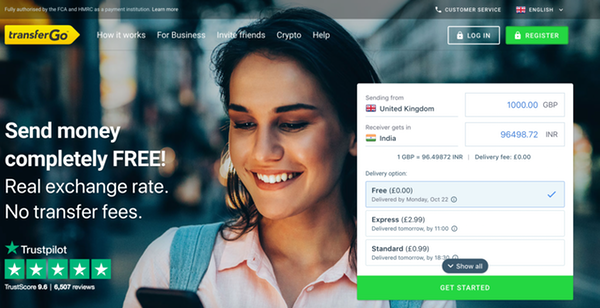 Fully authorised by the FCA and HMRC as a payment institution. Learn more
CUSTOMER SERVICE
ENGLISH
transferGo
How it works
For Business
Invite friends
Crypto
Help
LOG IN
REGISTER
Send money
completely FREE!
Real exchange rate.
No transfer fees.
Trustpilot
TrustScore 9.6 | 6,507 reviews
Sending from
United Kingdom
1000.00 GBP
Receiver gets in
India
96498.72 INR
1 GBP = 96.49872 INR | Delivery fee: £0.00
Delivery option:
Free (£0.00)
Delivered by Monday, Oct 22
Express (£2.99)
Delivered tomorrow, by 11:00
Standard (£0.99)
Delivered tomorrow, by 18:30
Show all
GET STARTED